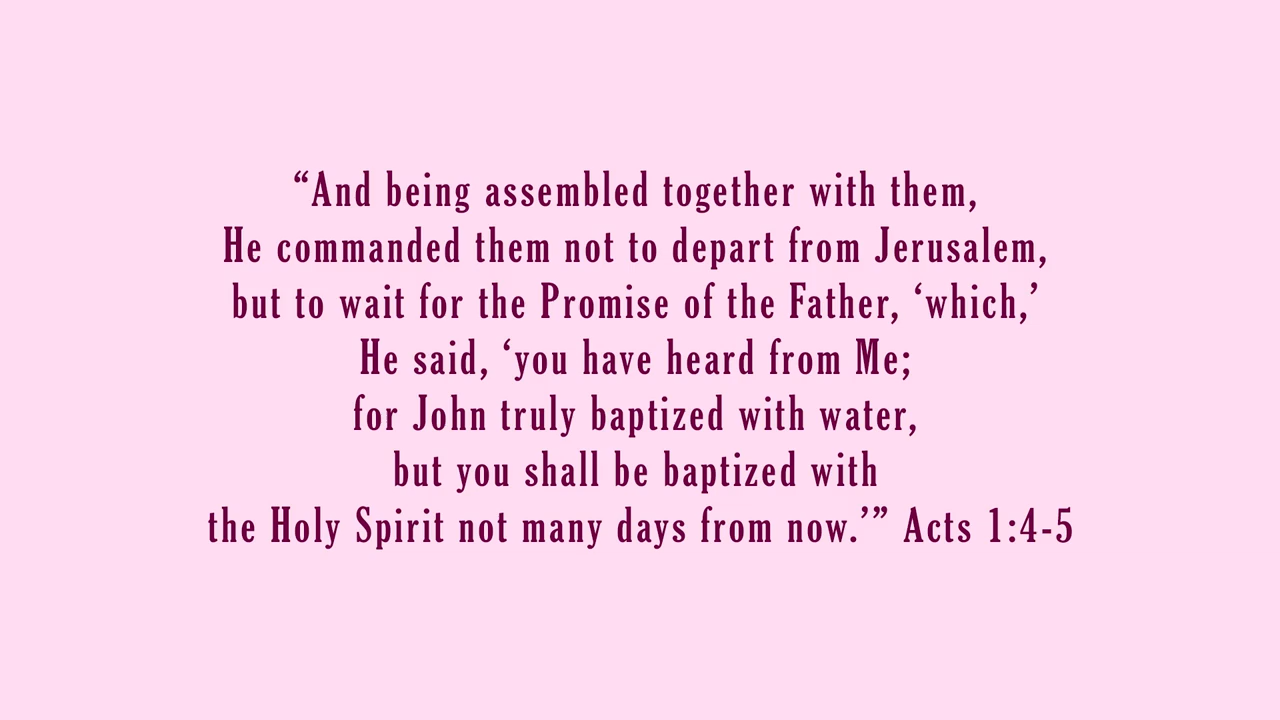 “And being assembled together with them,
He commanded them not to depart from Jerusalem,
but to wait for the Promise of the Father, ‘which,’
He said, ‘you have heard from Me;
for John truly baptized with water,
but you shall be baptized with
the Holy Spirit not many days from now.’” Acts 1:4-5